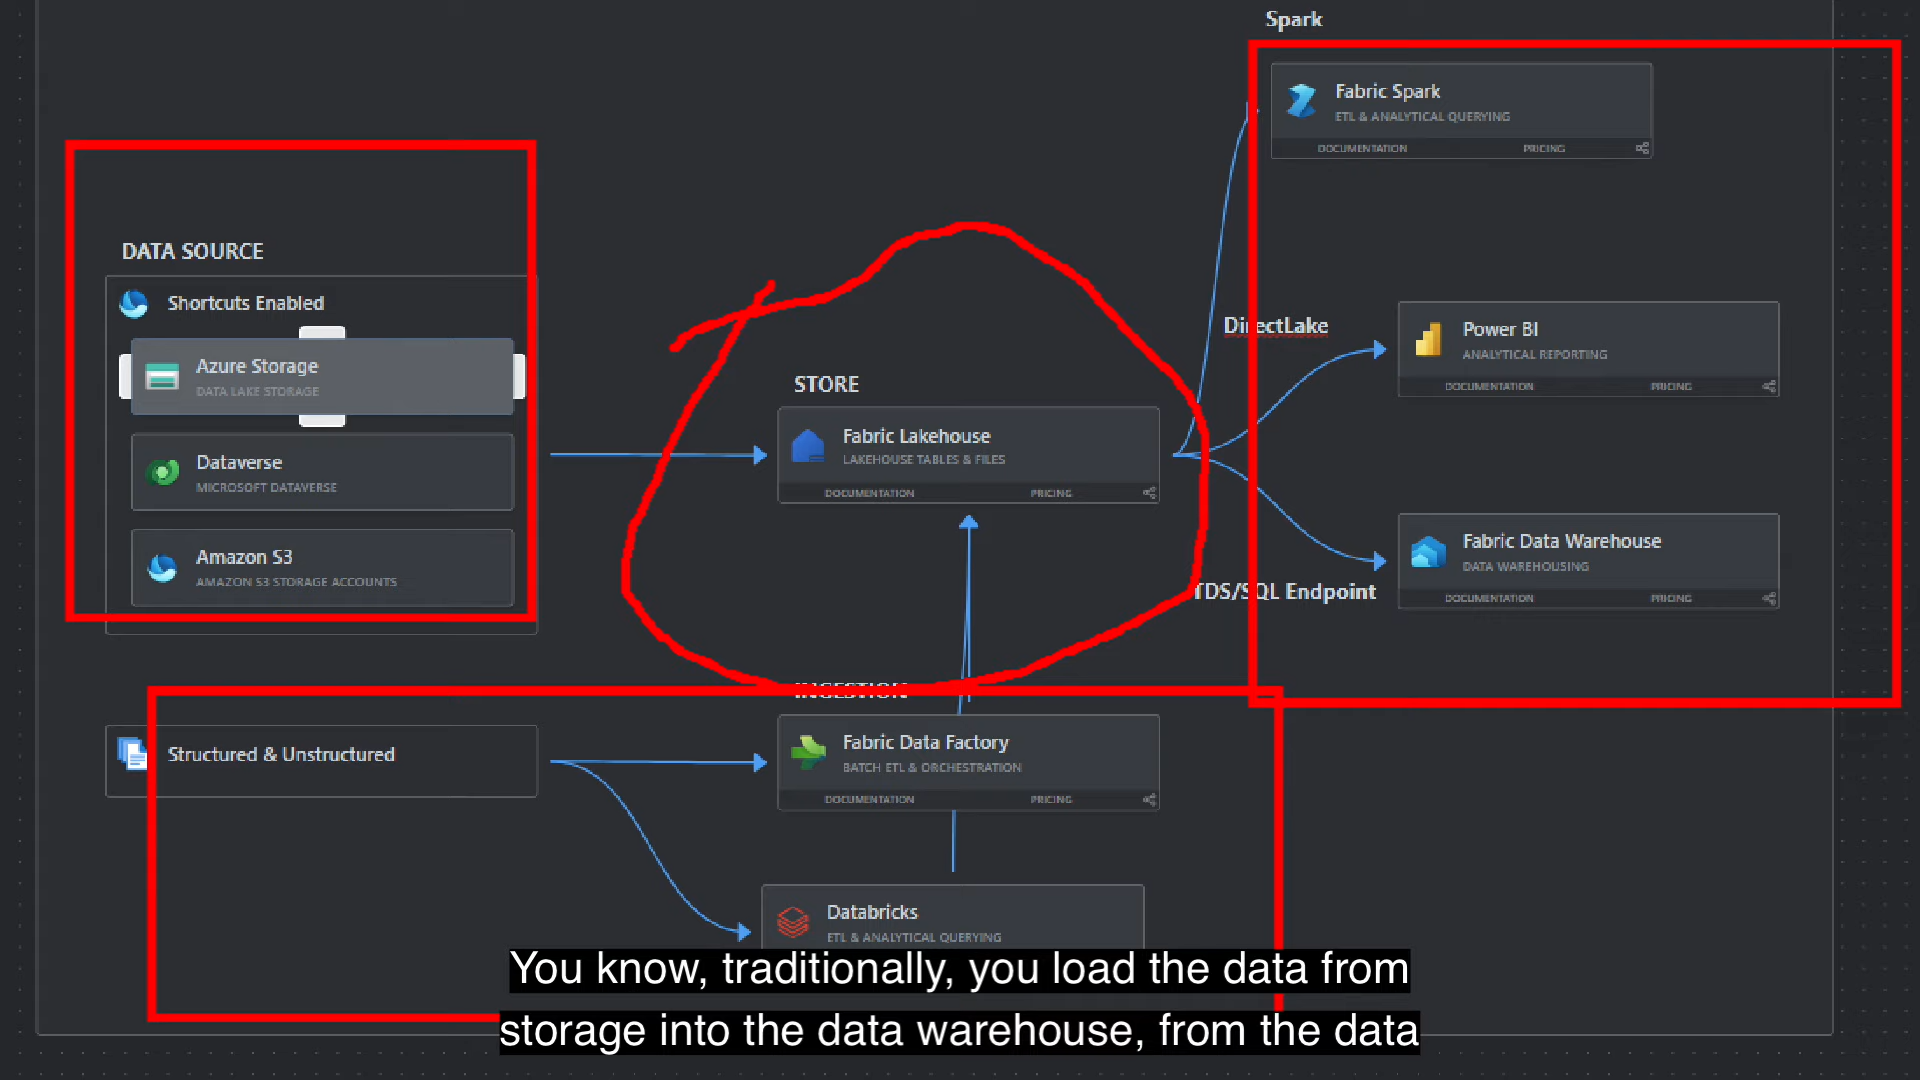 Spark
Fabric Spark
ETL & ANALYTICAL QUERYING
DOCUMENTATION PRICING
DATA SOURCE
Shortcuts Enabled
Azure Storage
DATA LAKE STORAGE
Dataverse
MICROSOFT DATAVERSE
Amazon S3
AMAZON S3 STORAGE ACCOUNTS
STORE
Fabric Lakehouse
LAKEHOUSE TABLES & FILES
DOCUMENTATION PRICING
DirectLake
Power BI
ANALYTICAL REPORTING
DOCUMENTATION PRICING
Fabric Data Warehouse
DATA WAREHOUSING
DOCUMENTATION PRICING
TDS/SQL Endpoint
Structured & Unstructured
INGESTION
Fabric Data Factory
BATCH ETL & ORCHESTRATION
DOCUMENTATION PRICING
Databricks
ETL & ANALYTICAL QUERYING
You know, traditionally, you load the data from
storage into the data warehouse, from the data